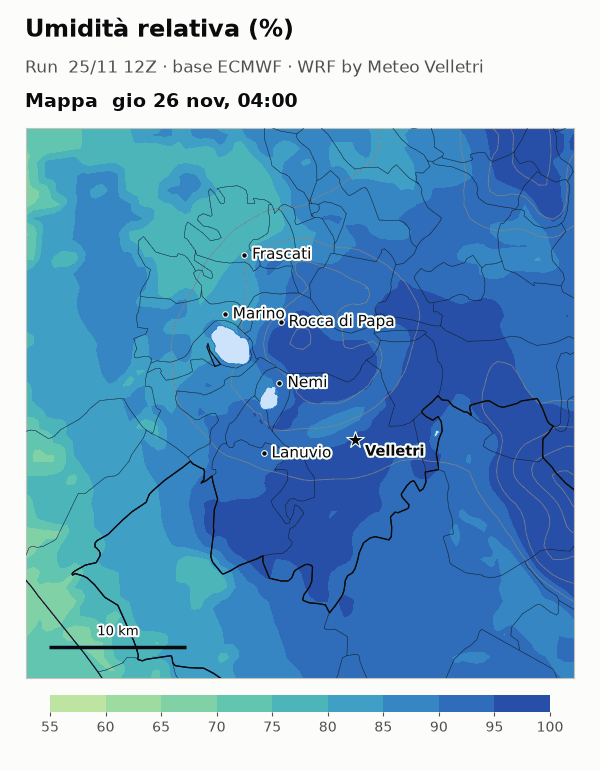 Umidità relativa (%)
Run  25/11 12Z · base ECMWF · WRF by Meteo Velletri
Mappa  gio 26 nov, 04:00
Frascati
Marino
Rocca di Papa
Nemi
Velletri
Lanuvio
10 km
55 60 65 70 75 80 85 90 95 100